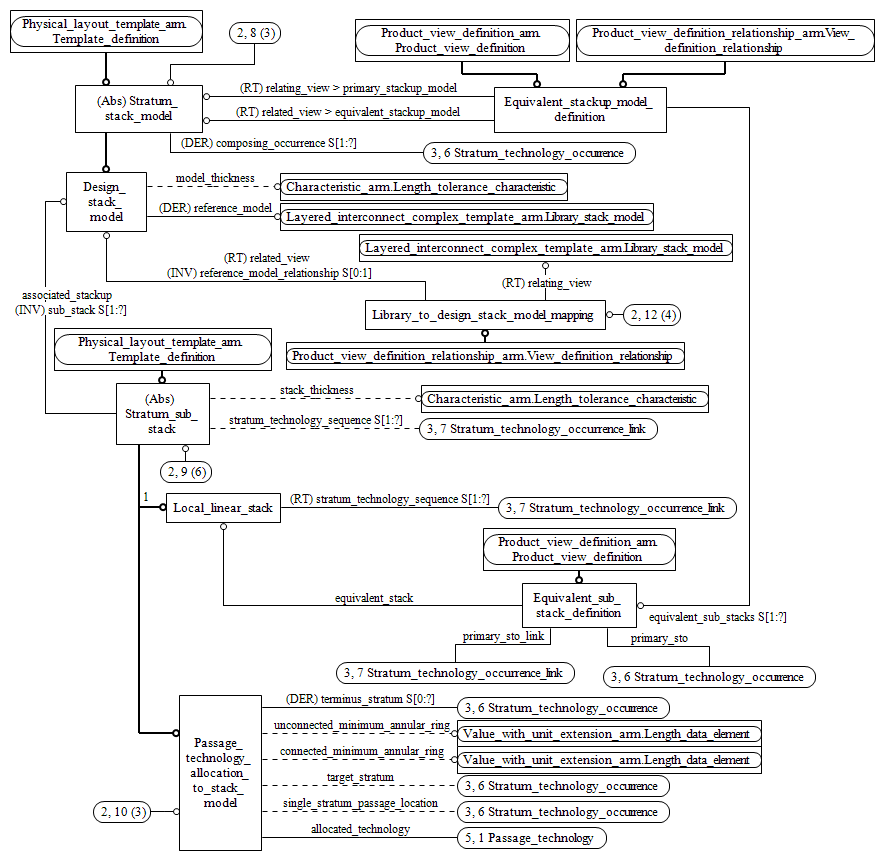 Physical_layout_template_arm.
Template_definition
2, 8 (3)
Product_view_definition_arm.
Product_view_definition
Product_view_definition_relationship_arm.View_
definition_relationship
(Abs) Stratum_
stack_model
(RT) relating_view > primary_stackup_model
(RT) related_view > equivalent_stackup_model
Equivalent_stackup_model_
definition
(DER) composing_occurrence S[1:?]
3, 6 Stratum_technology_occurrence
Design_
stack_
model
model_thickness
Characteristic_arm.Length_tolerance_characteristic
(DER) reference_model
Layered_interconnect_complex_template_arm.Library_stack_model
Layered_interconnect_complex_template_arm.Library_stack_model
(RT) related_view
(INV) reference_model_relationship S[0:1]
(RT) relating_view
associated_stackup
(INV) sub_stack S[1:?]
Library_to_design_stack_model_mapping
2, 12 (4)
Physical_layout_template_arm.
Template_definition
Product_view_definition_relationship_arm.View_definition_relationship
(Abs)
Stratum_sub_
stack
stack_thickness
Characteristic_arm.Length_tolerance_characteristic
stratum_technology_sequence S[1:?]
3, 7 Stratum_technology_occurrence_link
2, 9 (6)
1
Local_linear_stack
(RT) stratum_technology_sequence S[1:?]
3, 7 Stratum_technology_occurrence_link
Product_view_definition_arm.
Product_view_definition
equivalent_stack
Equivalent_sub_
stack_definition
equivalent_sub_stacks S[1:?]
primary_sto_link
primary_sto
3, 7 Stratum_technology_occurrence_link
3, 6 Stratum_technology_occurrence
Passage_
technology_
allocation_
to_stack_
model
(DER) terminus_stratum S[0:?]
3, 6 Stratum_technology_occurrence
unconnected_minimum_annular_ring
Value_with_unit_extension_arm.Length_data_element
connected_minimum_annular_ring
Value_with_unit_extension_arm.Length_data_element
target_stratum
3, 6 Stratum_technology_occurrence
2, 10 (3)
single_stratum_passage_location
3, 6 Stratum_technology_occurrence
allocated_technology
5, 1 Passage_technology